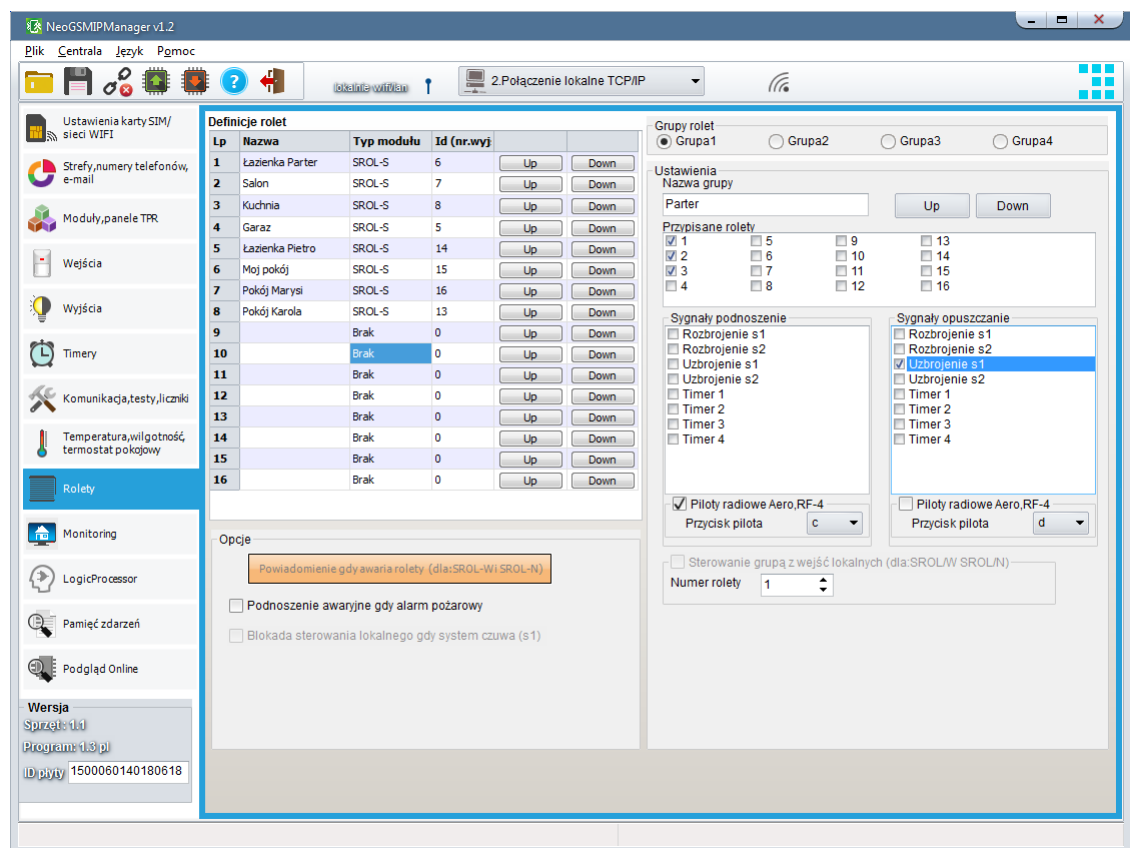 NeoGSMIPManager v1.2
Plik Centrala Język Pomoc
lokalnie wifi/lan
2.Połączenie lokalne TCP/IP
Ustawienia karty SIM/
sieci WIFI
Strefy,numery telefonów,
e-mail
Moduły,panele TPR
Wejścia
Wyjścia
Timery
Komunikacja,testy,liczniki
Temperatura,wilgotność,
termostat pokojowy
Rolety
Monitoring
LogicProcessor
Pamięć zdarzeń
Podgląd Online
Wersja
Sprzęt: 1.1
Program: 1.3 pl
ID płyty 1500060140180618
Definicje rolet
Lp Nazwa Typ modułu Id (nr.wyj
1 Łazienka Parter SROL-S 6 Up Down
2 Salon SROL-S 7 Up Down
3 Kuchnia SROL-S 8 Up Down
4 Garaz SROL-S 5 Up Down
5 Łazienka Pietro SROL-S 14 Up Down
6 Moj pokój SROL-S 15 Up Down
7 Pokój Marysi SROL-S 16 Up Down
8 Pokój Karola SROL-S 13 Up Down
9 Brak 0 Up Down
10 Brak 0 Up Down
11 Brak 0 Up Down
12 Brak 0 Up Down
13 Brak 0 Up Down
14 Brak 0 Up Down
15 Brak 0 Up Down
16 Brak 0 Up Down
Opcje
Powiadomienie gdy awaria rolety (dla:SROL-W i SROL-N)
Podnoszenie awaryjne gdy alarm pożarowy
Blokada sterowania lokalnego gdy system czuwa (s1)
Grupy rolet
Grupa1 Grupa2 Grupa3 Grupa4
Ustawienia
Nazwa grupy
Parter Up Down
Przypisane rolety
1 5 9 13
2 6 10 14
3 7 11 15
4 8 12 16
Sygnały podnoszenie
Rozbrojenie s1
Rozbrojenie s2
Uzbrojenie s1
Uzbrojenie s2
Timer 1
Timer 2
Timer 3
Timer 4
Piloty radiowe Aero,RF-4
Przycisk pilota c
Sygnały opuszczanie
Rozbrojenie s1
Rozbrojenie s2
Uzbrojenie s1
Uzbrojenie s2
Timer 1
Timer 2
Timer 3
Timer 4
Piloty radiowe Aero,RF-4
Przycisk pilota d
Sterowanie grupą z wejść lokalnych (dla:SROL/W SROL/N)
Numer rolety 1